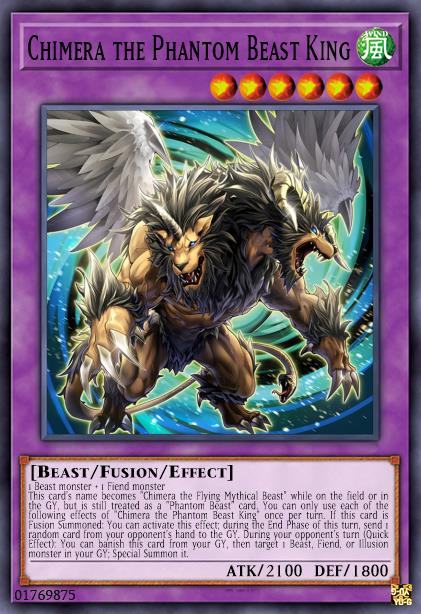 Chimera the Phantom Beast King
WIND
風
[Beast/Fusion/Effect]
1 Beast monster + 1 Fiend monster
This card's name becomes "Chimera the Flying Mythical Beast" while on the field or in
the GY, but is still treated as a "Phantom Beast" card. You can only use each of the
following effects of "Chimera the Phantom Beast King" once per turn. If this card is
Fusion Summoned: You can activate this effect; during the End Phase of this turn, send 1
random card from your opponent's hand to the GY. During your opponent's turn (Quick
Effect): You can banish this card from your GY, then target 1 Beast, Fiend, or Illusion
monster in your GY; Special Summon it.
ATK/2100 DEF/1800
01769875